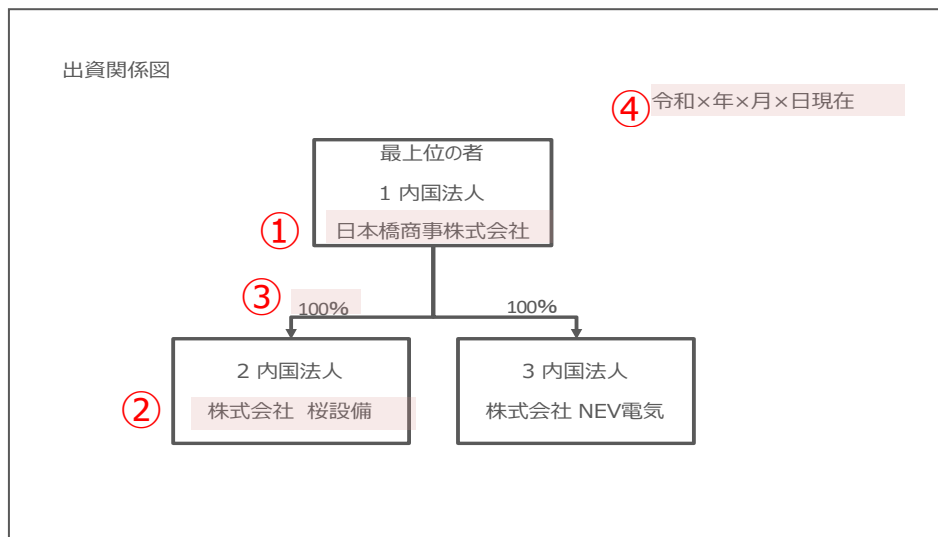 出資関係図
④ 令和×年×月×日現在
最上位の者
1 内国法人
① 日本橋商事株式会社
③ 100%
100%
2 内国法人
② 株式会社 桜設備
3 内国法人
株式会社 NEV電気